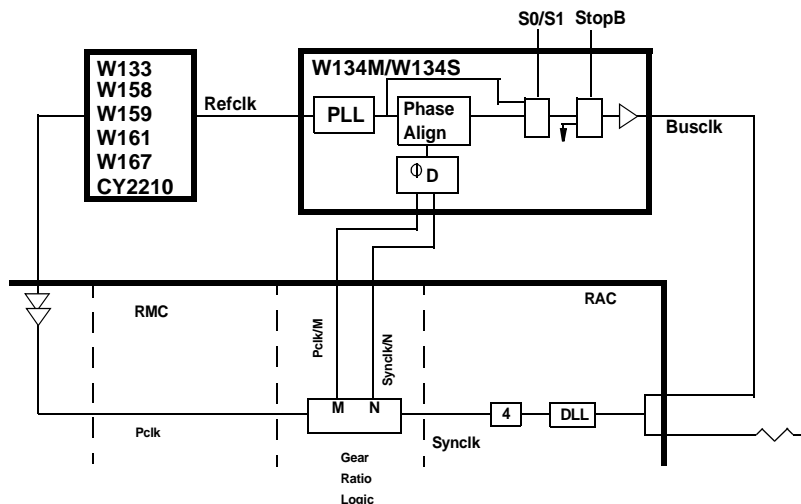 S0/S1 StopB
W133
W158
W159
W161
W167
CY2210
Refclk
W134M/W134S
PLL
Phase
Align
Φ D
Busclk
RMC
RAC
Pclk/M
Synclk/N
M N
4
DLL
Pclk
Synclk
Gear
Ratio
Logic